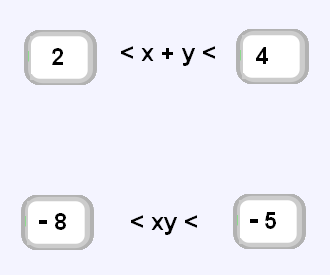 2 < x + y < 4
- 8 < xy < - 5